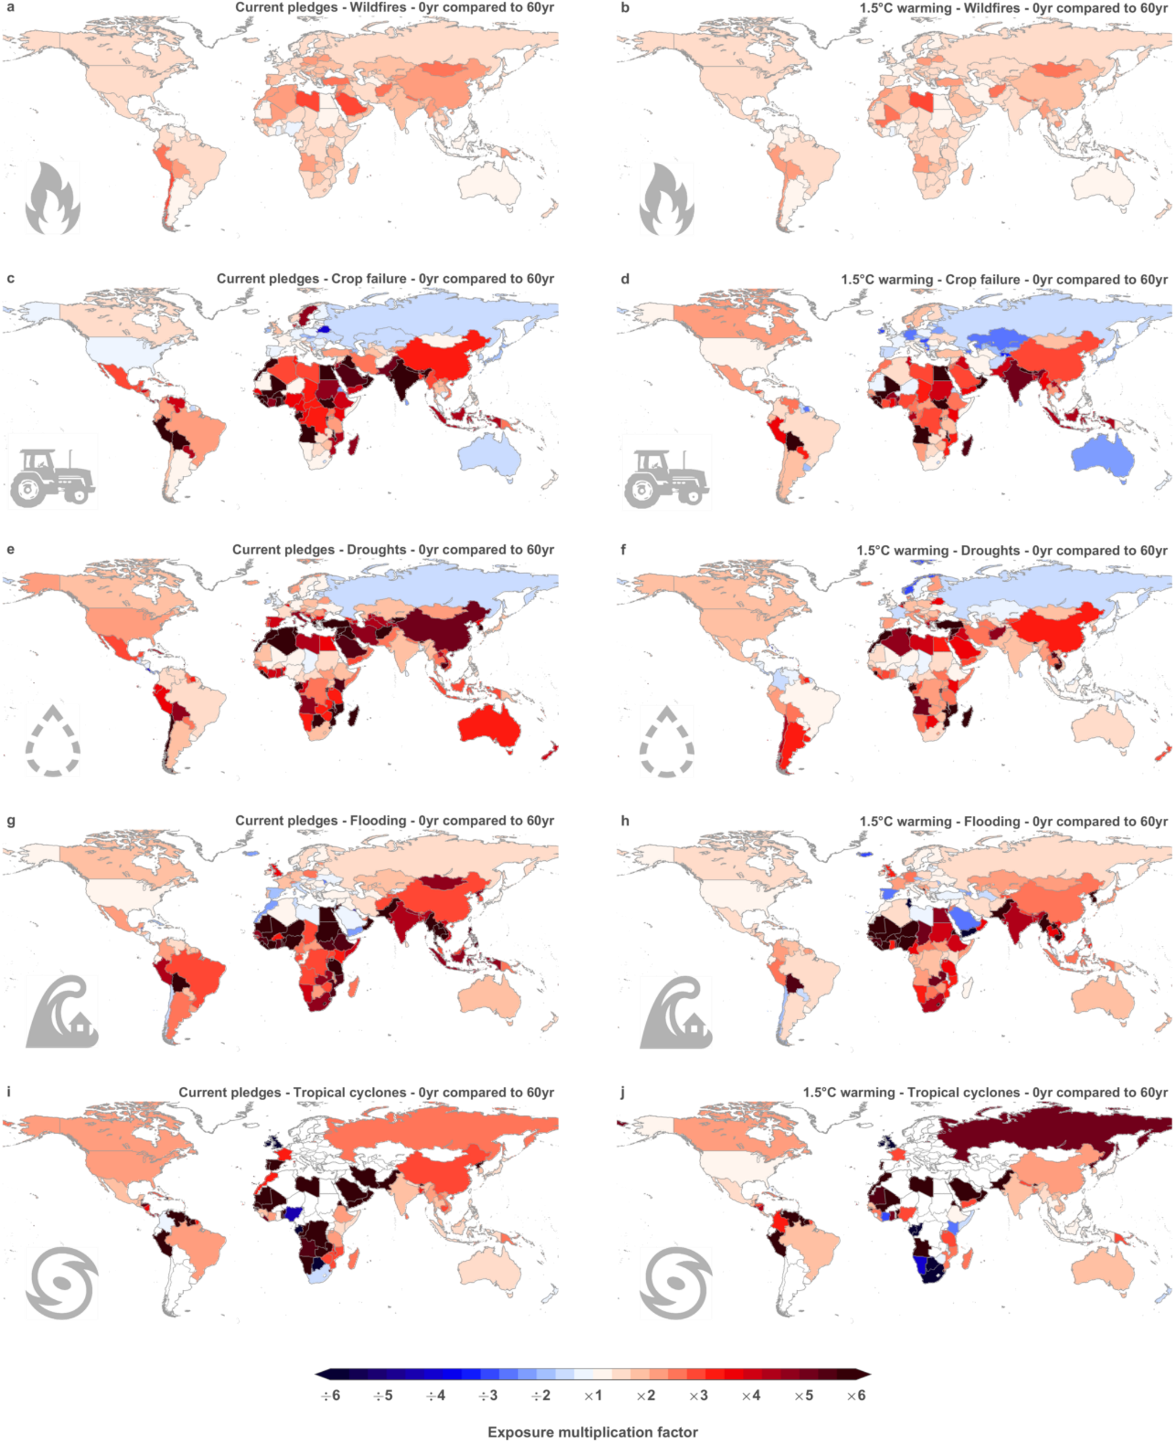 a Current pledges - Wildfires - 0yr compared to 60yr
b 1.5°C warming - Wildfires - 0yr compared to 60yr
c Current pledges - Crop failure - 0yr compared to 60yr
d 1.5°C warming - Crop failure - 0yr compared to 60yr
e Current pledges - Droughts - 0yr compared to 60yr
f 1.5°C warming - Droughts - 0yr compared to 60yr
g Current pledges - Flooding - 0yr compared to 60yr
h 1.5°C warming - Flooding - 0yr compared to 60yr
i Current pledges - Tropical cyclones - 0yr compared to 60yr
j 1.5°C warming - Tropical cyclones - 0yr compared to 60yr
÷6 ÷5 ÷4 ÷3 ÷2 ×1 ×2 ×3 ×4 ×5 ×6
Exposure multiplication factor